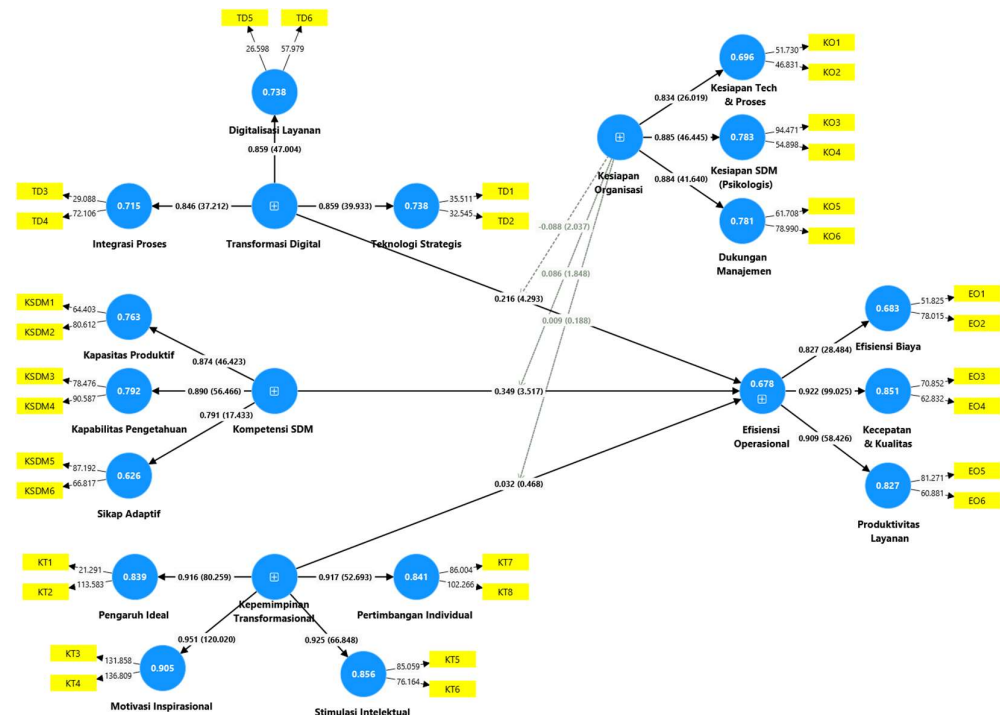 TD5
TD6
26.598
57.979
0.738
Digitalisasi Layanan
0.859 (47.004)
TD3
TD4
29.088
72.106
0.715
Integrasi Proses
0.846 (37.212)
Transformasi Digital
0.859 (39.933)
0.738
Teknologi Strategis
35.511
32.545
TD1
TD2
Kesiapan
Organisasi
0.834 (26.019)
0.885 (46.445)
0.884 (41.640)
0.696
Kesiapan Tech
& Proses
51.730
46.831
KO1
KO2
0.783
Kesiapan SDM
(Psikologis)
94.471
54.898
KO3
KO4
0.781
Dukungan
Manajemen
61.708
78.990
KO5
KO6
-0.088 (2.037)
0.086 (1.848)
0.009 (0.188)
0.216 (4.293)
0.349 (3.517)
0.032 (0.468)
KSDM1
KSDM2
64.403
80.612
0.763
Kapasitas Produktif
0.874 (46.423)
KSDM3
KSDM4
78.476
90.587
0.792
Kapabilitas Pengetahuan
0.890 (56.466)
Kompetensi SDM
0.791 (17.433)
KSDM5
KSDM6
87.192
66.817
0.626
Sikap Adaptif
0.678
Efisiensi
Operasional
0.827 (28.484)
0.922 (99.025)
0.909 (58.426)
0.683
Efisiensi Biaya
51.825
78.015
EO1
EO2
0.851
Kecepatan
& Kualitas
70.852
62.832
EO3
EO4
0.827
Produktivitas
Layanan
81.271
60.881
EO5
EO6
KT1
KT2
21.291
113.583
0.839
Pengaruh Ideal
0.916 (80.259)
Kepemimpinan
Transformasional
0.917 (52.693)
0.841
Pertimbangan Individual
86.004
102.266
KT7
KT8
0.951 (120.020)
0.925 (66.848)
KT3
KT4
131.858
136.809
0.905
Motivasi Inspirasional
0.856
Stimulasi Intelektual
85.059
76.164
KT5
KT6